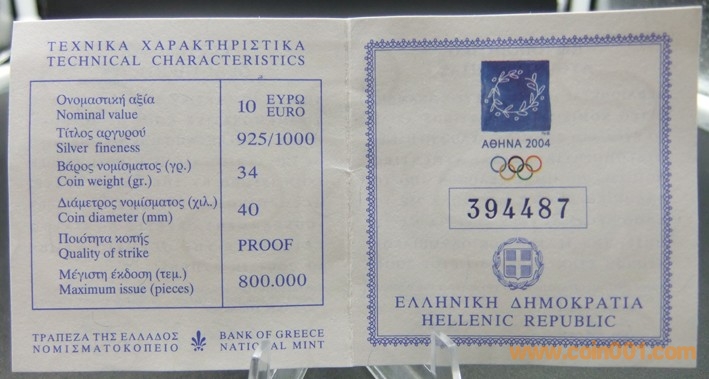 ΤΕΧΝΙΚΑ ΧΑΡΑΚΤΗΡΙΣΤΙΚΑ
TECHNICAL CHARACTERISTICS
Ονομαστική αξία
Nominal value
10 ΕΥΡΩ
EURO
Τίτλος αργυρού
Silver fineness
925/1000
Βάρος νομίσματος (γρ.)
Coin weight (gr.)
34
Διάμετρος νομίσματος (χιλ.)
Coin diameter (mm)
40
Ποιότητα κοπής
Quality of strike
PROOF
Μέγιστη έκδοση (τεμ.)
Maximum issue (pieces)
800.000
ΤΡΑΠΕΖΑ ΤΗΣ ΕΛΛΑΔΟΣ
ΝΟΜΙΣΜΑΤΟΚΟΠΕΙΟ
BANK OF GREECE
NATIONAL MINT
ΑΘΗΝΑ 2004
394487
ΕΛΛΗΝΙΚΗ ΔΗΜΟΚΡΑΤΙΑ
HELLENIC REPUBLIC
www.coin001.com